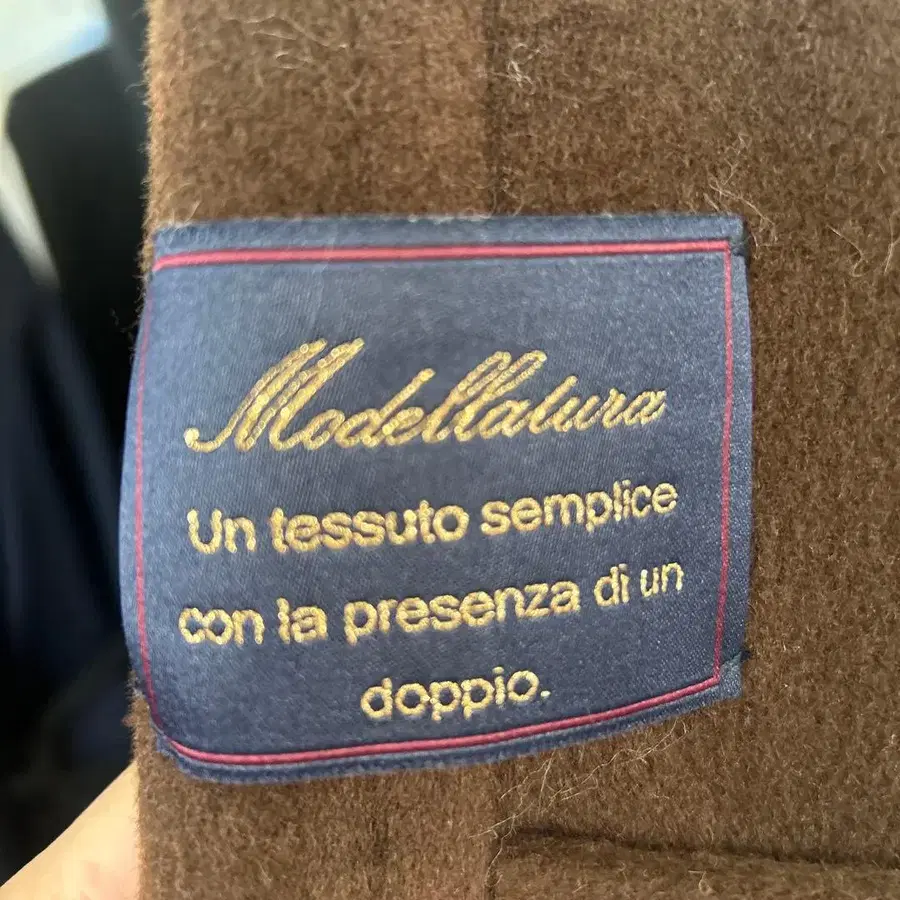 Modellatura
Un tessuto semplice
con la presenza di un
doppio.